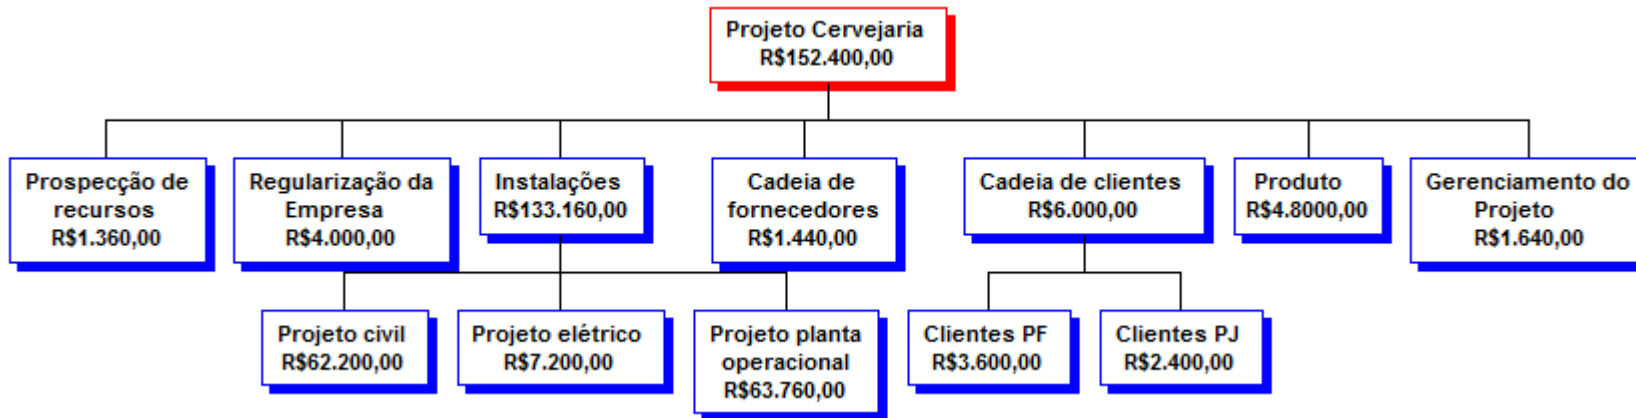 Projeto Cervejaria
R$152.400,00
Prospecção de
recursos
R$1.360,00
Regularização da
Empresa
R$4.000,00
Instalações
R$133.160,00
Cadeia de
fornecedores
R$1.440,00
Cadeia de clientes
R$6.000,00
Produto
R$4.8000,00
Gerenciamento do
Projeto
R$1.640,00
Projeto civil
R$62.200,00
Projeto elétrico
R$7.200,00
Projeto planta
operacional
R$63.760,00
Clientes PF
R$3.600,00
Clientes PJ
R$2.400,00